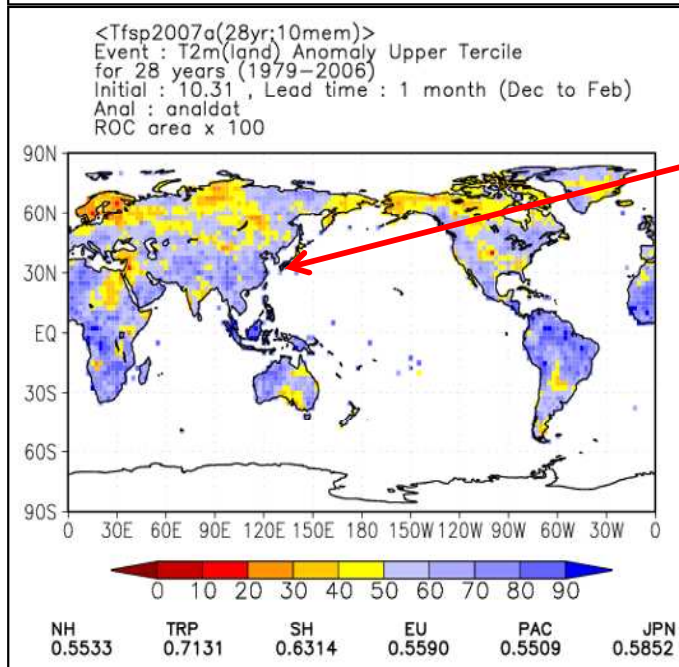 <Tfsp2007a(28yr;10mem)>
Event : T2m(land) Anomaly Upper Tercile
for 28 years (1979−2006)
Initial : 10.31 , Lead time : 1 month (Dec to Feb)
Anal : analdat
ROC area x 100
90N
60N
30N
EQ
30S
60S
90S
0 30E 60E 90E 120E 150E 180 150W 120W 90W 60W 30W 0
0 10 20 30 40 50 60 70 80 90
NH TRP SH EU PAC JPN
0.5533 0.7131 0.6314 0.5590 0.5509 0.5852